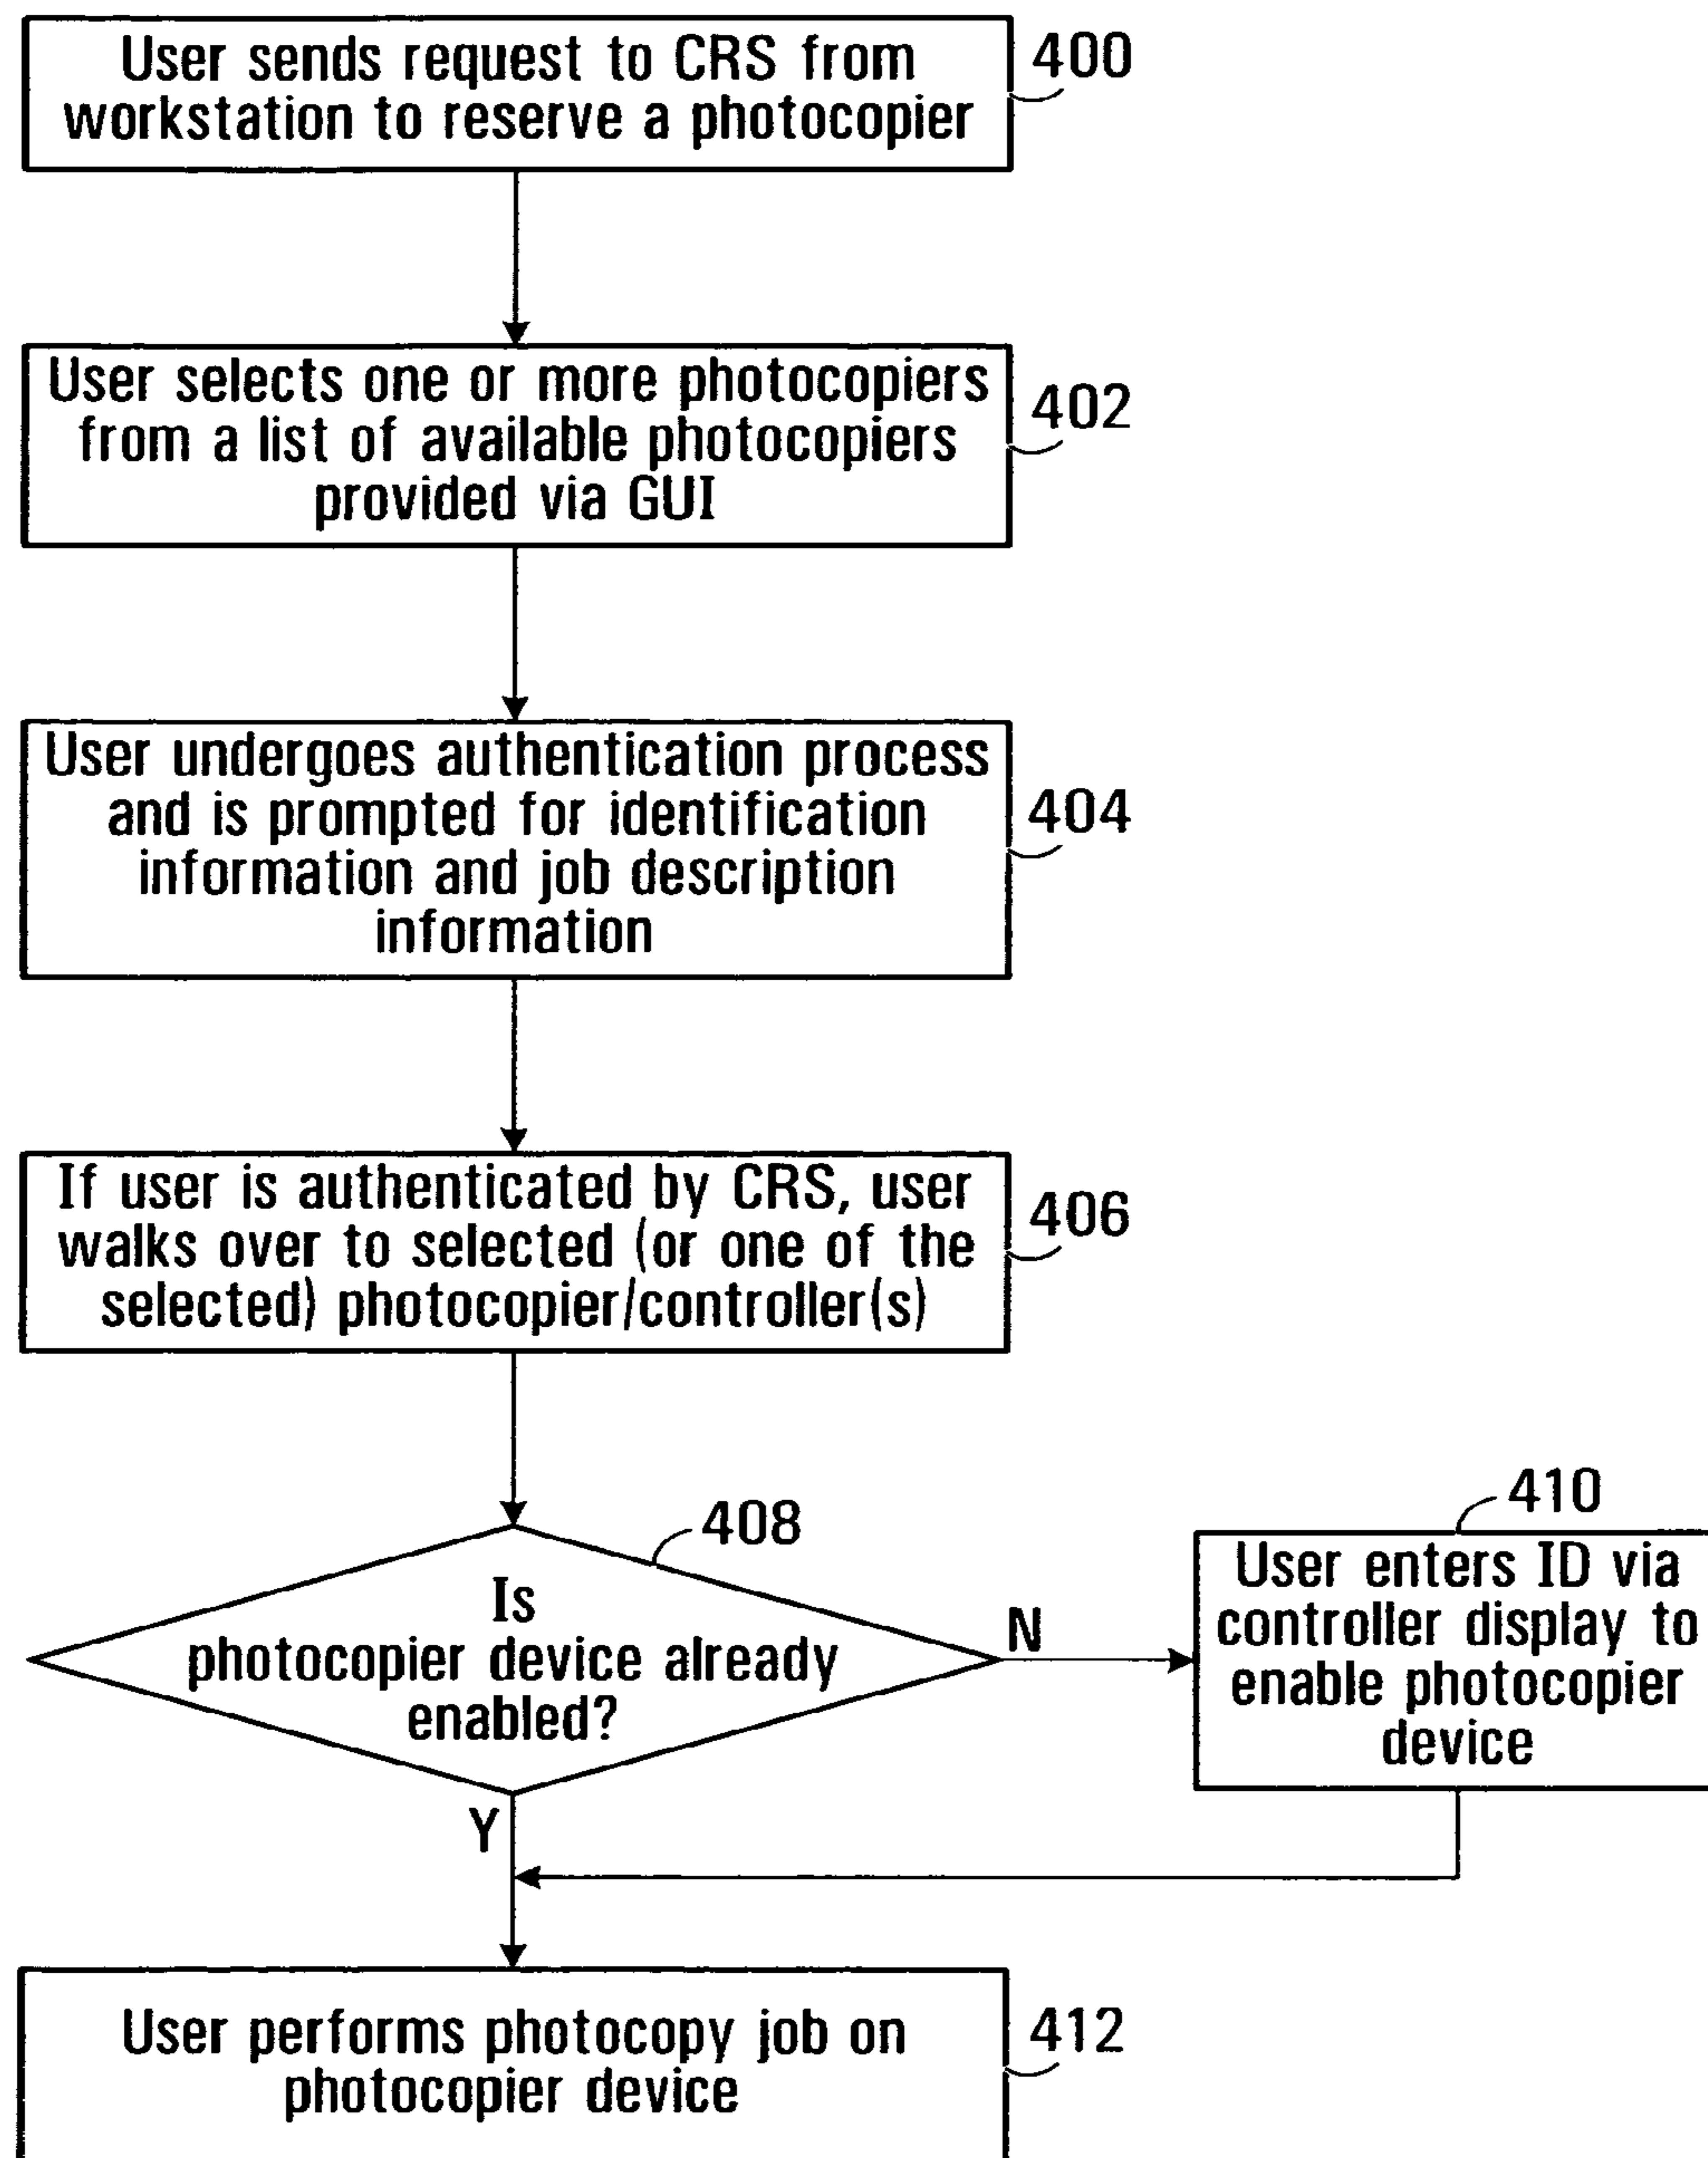 User sends request to CRS from
workstation to reserve a photocopier
400
User selects one or more photocopiers
from a list of available photocopiers
provided via GUI
402
User undergoes authentication process
and is prompted for identification
information and job description
information
404
If user is authenticated by CRS, user
walks over to selected (or one of the
selected) photocopier/controller(s)
406
408
Is
photocopier device already
enabled?
N
Y
410
User enters ID via
controller display to
enable photocopier
device
User performs photocopy job on
photocopier device
412